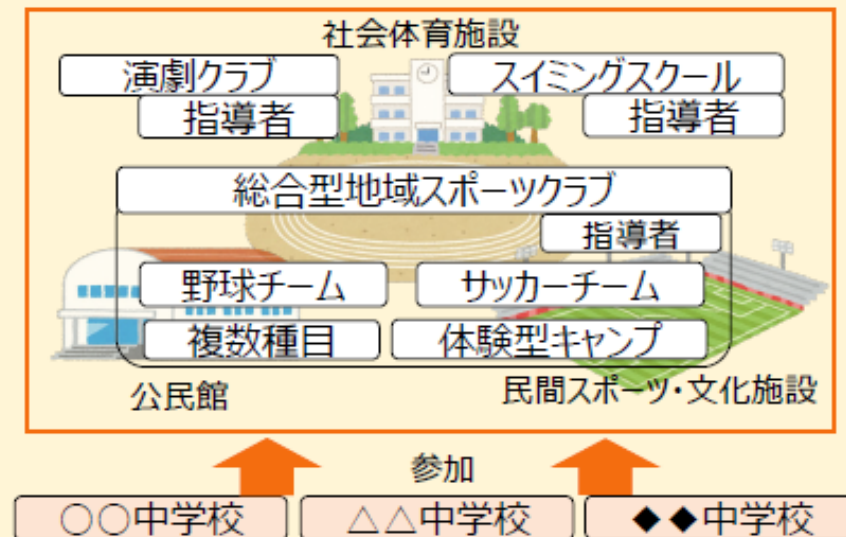 社会体育施設
演劇クラブ
スイミングスクール
指導者
指導者
総合型地域スポーツクラブ
指導者
野球チーム
サッカーチーム
複数種目
体験型キャンプ
公民館
民間スポーツ・文化施設
参加
○○中学校
△△中学校
◆◆中学校